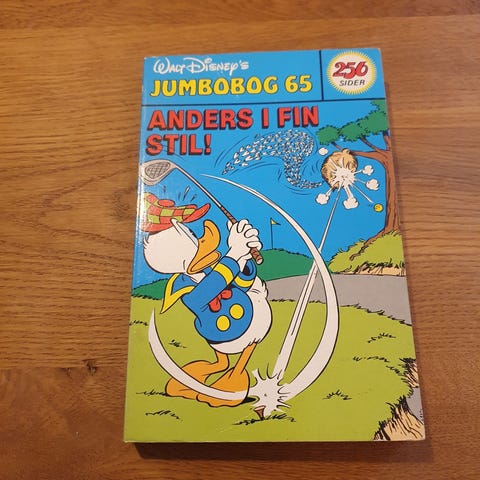 WALT DISNEY'S
JUMBOBOG 65
256
SIDER
ANDERS I FIN
STIL!